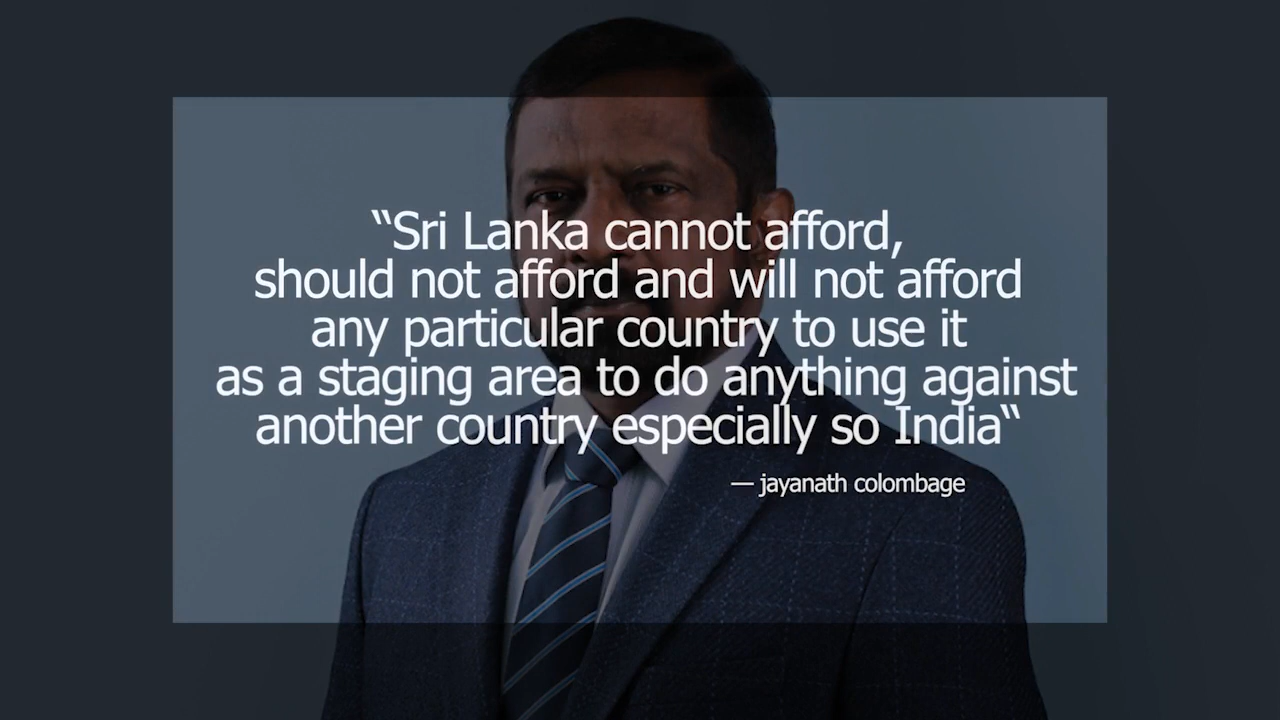 “Sri Lanka cannot afford,
should not afford and will not afford
any particular country to use it
as a staging area to do anything against
another country especially so India“
— jayanath colombage